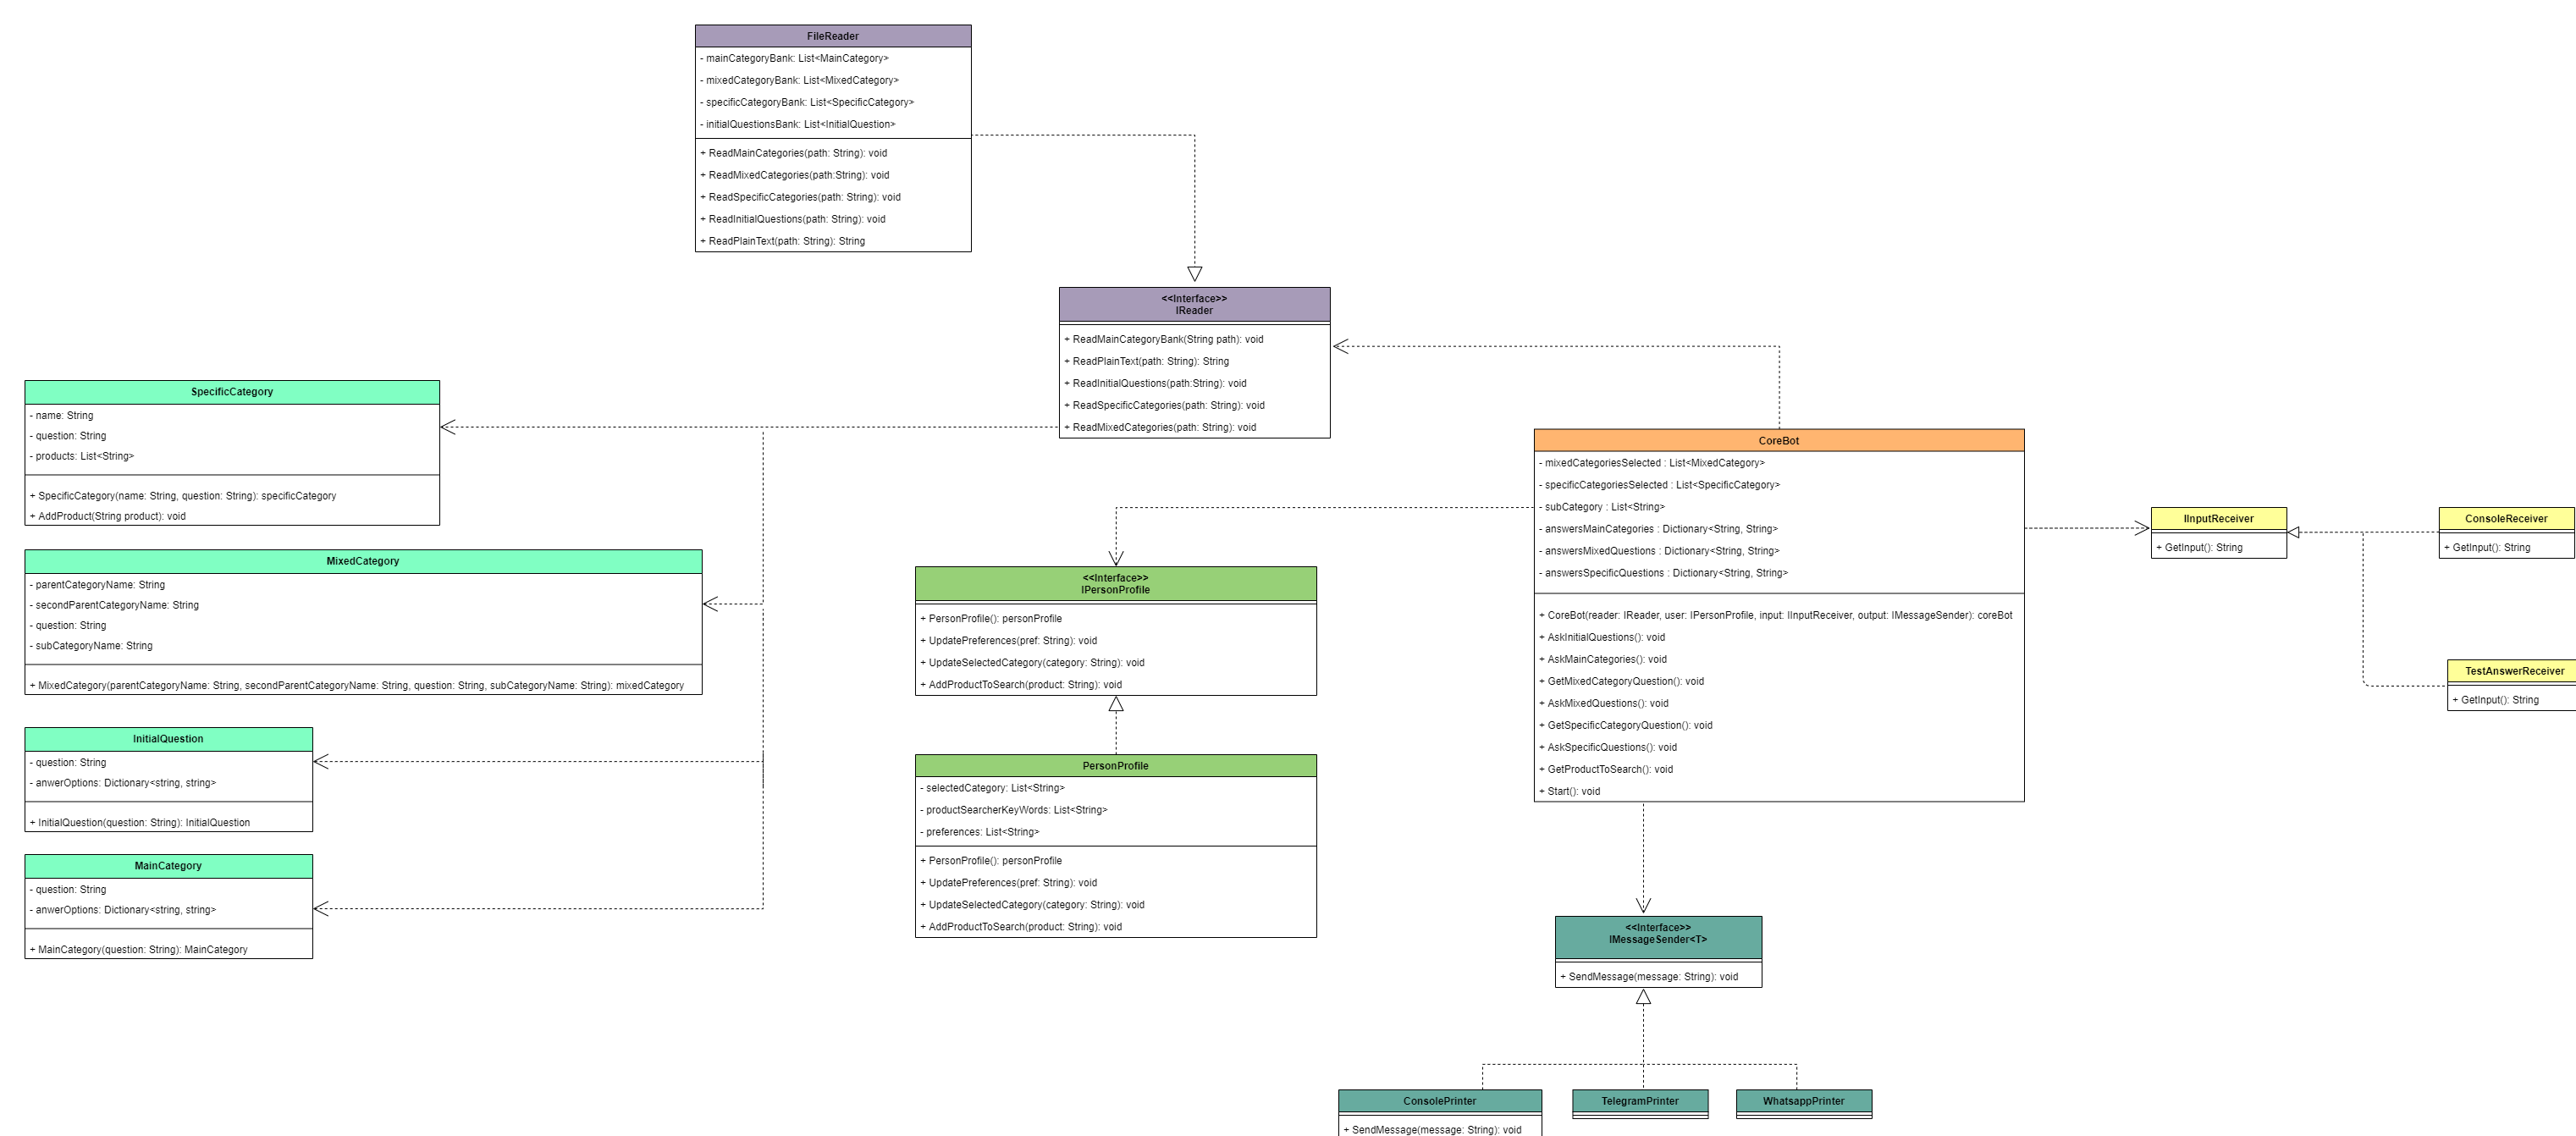 FileReader
- mainCategoryBank: List<MainCategory>
- mixedCategoryBank: List<MixedCategory>
- specificCategoryBank: List<SpecificCategory>
- initialQuestionsBank: List<InitialQuestion>
+ ReadMainCategories(path: String): void
+ ReadMixedCategories(path:String): void
+ ReadSpecificCategories(path: String): void
+ ReadInitialQuestions(path: String): void
+ ReadPlainText(path: String): String
<<Interface>>
IReader
+ ReadMainCategoryBank(String path): void
+ ReadPlainText(path: String): String
+ ReadInitialQuestions(path:String): void
+ ReadSpecificCategories(path: String): void
+ ReadMixedCategories(path: String): void
SpecificCategory
- name: String
- question: String
- products: List<String>
+ SpecificCategory(name: String, question: String): specificCategory
+ AddProduct(String product): void
MixedCategory
- parentCategoryName: String
- secondParentCategoryName: String
- question: String
- subCategoryName: String
+ MixedCategory(parentCategoryName: String, secondParentCategoryName: String, question: String, subCategoryName: String): mixedCategory
InitialQuestion
- question: String
- anwerOptions: Dictionary<string, string>
+ InitialQuestion(question: String): InitialQuestion
MainCategory
- question: String
- anwerOptions: Dictionary<string, string>
+ MainCategory(question: String): MainCategory
<<Interface>>
IPersonProfile
+ PersonProfile(): personProfile
+ UpdatePreferences(pref: String): void
+ UpdateSelectedCategory(category: String): void
+ AddProductToSearch(product: String): void
PersonProfile
- selectedCategory: List<String>
- productSearcherKeyWords: List<String>
- preferences: List<String>
+ PersonProfile(): personProfile
+ UpdatePreferences(pref: String): void
+ UpdateSelectedCategory(category: String): void
+ AddProductToSearch(product: String): void
CoreBot
- mixedCategoriesSelected : List<MixedCategory>
- specificCategoriesSelected : List<SpecificCategory>
- subCategory : List<String>
- answersMainCategories : Dictionary<String, String>
- answersMixedQuestions : Dictionary<String, String>
- answersSpecificQuestions : Dictionary<String, String>
+ CoreBot(reader: IReader, user: IPersonProfile, input: IInputReceiver, output: IMessageSender): coreBot
+ AskInitialQuestions(): void
+ AskMainCategories(): void
+ GetMixedCategoryQuestion(): void
+ AskMixedQuestions(): void
+ GetSpecificCategoryQuestion(): void
+ AskSpecificQuestions(): void
+ GetProductToSearch(): void
+ Start(): void
IInputReceiver
+ GetInput(): String
ConsoleReceiver
+ GetInput(): String
TestAnswerReceiver
+ GetInput(): String
<<Interface>>
IMessageSender<T>
+ SendMessage(message: String): void
ConsolePrinter
+ SendMessage(message: String): void
TelegramPrinter
WhatsappPrinter